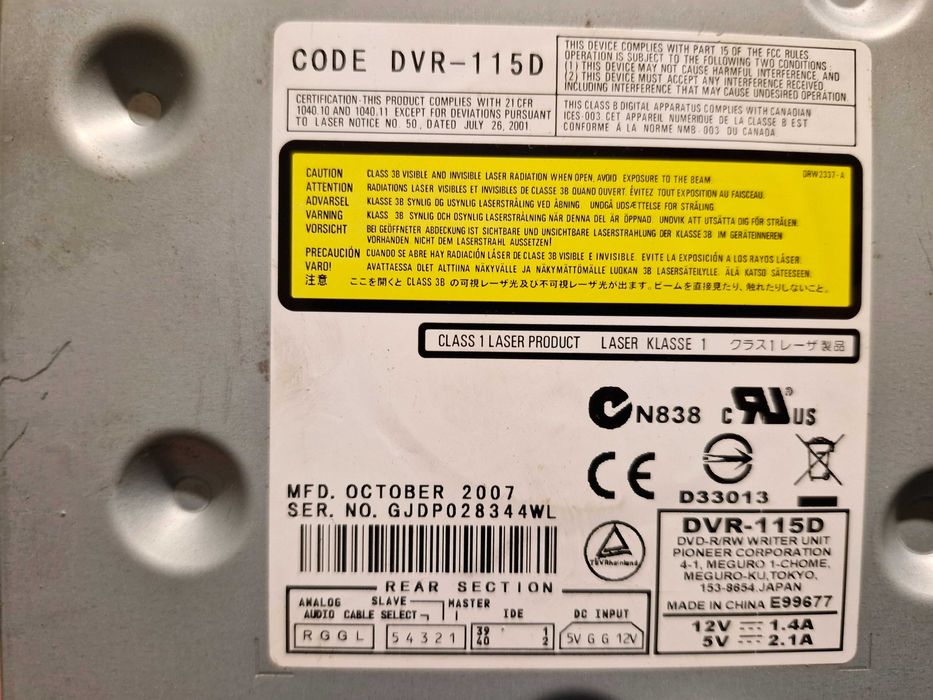 CODE DVR-115D
THIS DEVICE COMPLIES WITH PART 15 OF THE FCC RULES
OPERATION IS SUBJECT TO THE FOLLOWING TWO CONDITIONS:
(1) THIS DEVICE MAY NOT CAUSE HARMFUL INTERFERENCE, AND
(2) THIS DEVICE MUST ACCEPT ANY INTERFERENCE RECEIVED
INCLUDING INTERFERENCE THAT MAY CAUSE UNDESIRED OPERATION.
CERTIFICATION-THIS PRODUCT COMPLIES WITH 21 CFR
1040.10 AND 1040.11 EXCEPT FOR DEVIATIONS PURSUANT
TO LASER NOTICE NO. 50, DATED JULY 26, 2001
THIS CLASS B DIGITAL APPARATUS COMPLIES WITH CANADIAN
ICES-003 CET APPAREIL NUMÉRIQUE DE LA CLASSE B EST
CONFORME Á LA NORME NMB-003 DU CANADA
DRW2337-A
CAUTION CLASS 3B VISIBLE AND INVISIBLE LASER RADIATION WHEN OPEN, AVOID EXPOSURE TO THE BEAM.
ATTENTION RADIATIONS LASER VISIBLES ET INVISIBLES DE CLASSE 3B QUAND OUVERT. ÉVITEZ TOUT EXPOSITION AU FAISCEAU.
ADVARSEL KLASSE 3B SYNLIG OG USYNLIG LASERSTRÅLING VED ÅBNING. UNDGÅ UDSÆTTELSE FOR STRÅLING.
VARNING KLASS 3B SYNLIG OCH OSYNLIG LASERSTRÅLNING NÄR DENNA DEL ÄR ÖPPNAD. UNDVIK ATT UTSÄTTA DIG FÖR STRÅLEN.
VORSICHT BEI GEÖFFNETER ABDECKUNG IST SICHTBARE UND UNSICHTBARE LASERSTRAHLUNG DER KLASSE 3B IM GERÄTEINNEREN
VORHANDEN NICHT DEM LASERSTRAHL AUSSETZEN!
PRECAUCIÓN CUANDO SE ABRE HAY RADIACIÓN LÁSER DE CLASE 3B VISIBLE E INVISIBLE. EVITE LA EXPOSICIÓN A LOS RAYOS LÁSER.
VARO! AVATTAESSA OLET ALTTIINA NÄKYVÄLLE JA NÄKYMÄTTÖMÄLLE LUOKAN 3B LASERSÄTEILYLLE. ÄLÄ KATSO SÄTEESEEN.
注意 ここを開くと CLASS 3B の可視レーザ光及び不可視レーザ光が出ます。ビームを直接見たり、触れたりしないこと。
CLASS 1 LASER PRODUCT LASER KLASSE 1 クラス1レーザ製品
N838 C RU US
CE
D33013
MFD. OCTOBER 2007
SER. NO. GJDP028344WL
TÜVRheinland
DVR-115D
DVD-R/RW WRITER UNIT
PIONEER CORPORATION
4-1, MEGURO 1-CHOME,
MEGURO-KU,TOKYO,
153-8654 JAPAN
MADE IN CHINA E99677
12V 1.4A
5V 2.1A
REAR SECTION
ANALOG SLAVE MASTER IDE DC INPUT
AUDIO CABLE SELECT
R G G L 5 4 3 2 1 39 1 5V G G 12V
40 2